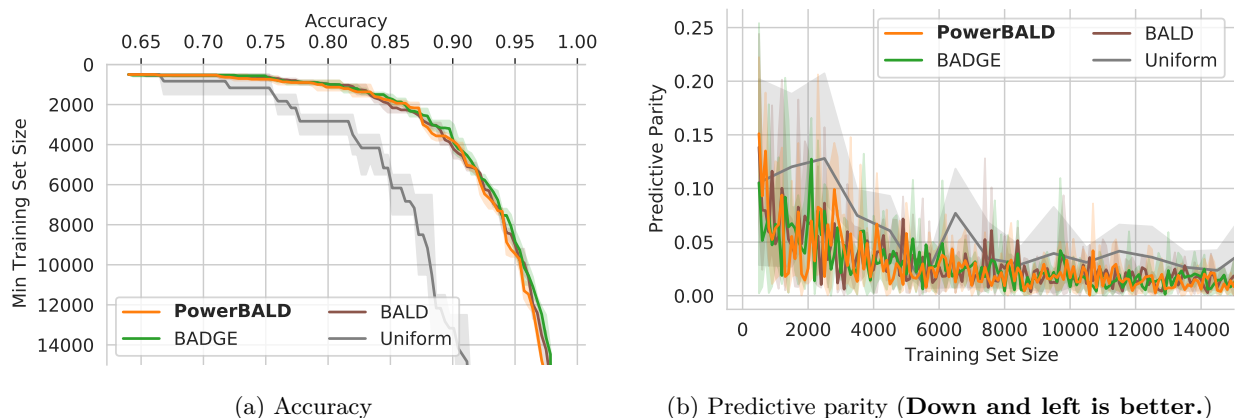 Accuracy
0.65 0.70 0.75 0.80 0.85 0.90 0.95 1.00
Min Training Set Size
0
2000
4000
6000
8000
10000
12000
14000
PowerBALD BALD
BADGE Uniform
(a) Accuracy
Predictive Parity
0.25
0.20
0.15
0.10
0.05
0.00
PowerBALD BALD
BADGE Uniform
0 2000 4000 6000 8000 10000 12000 14000
Training Set Size
(b) Predictive parity (Down and left is better.)